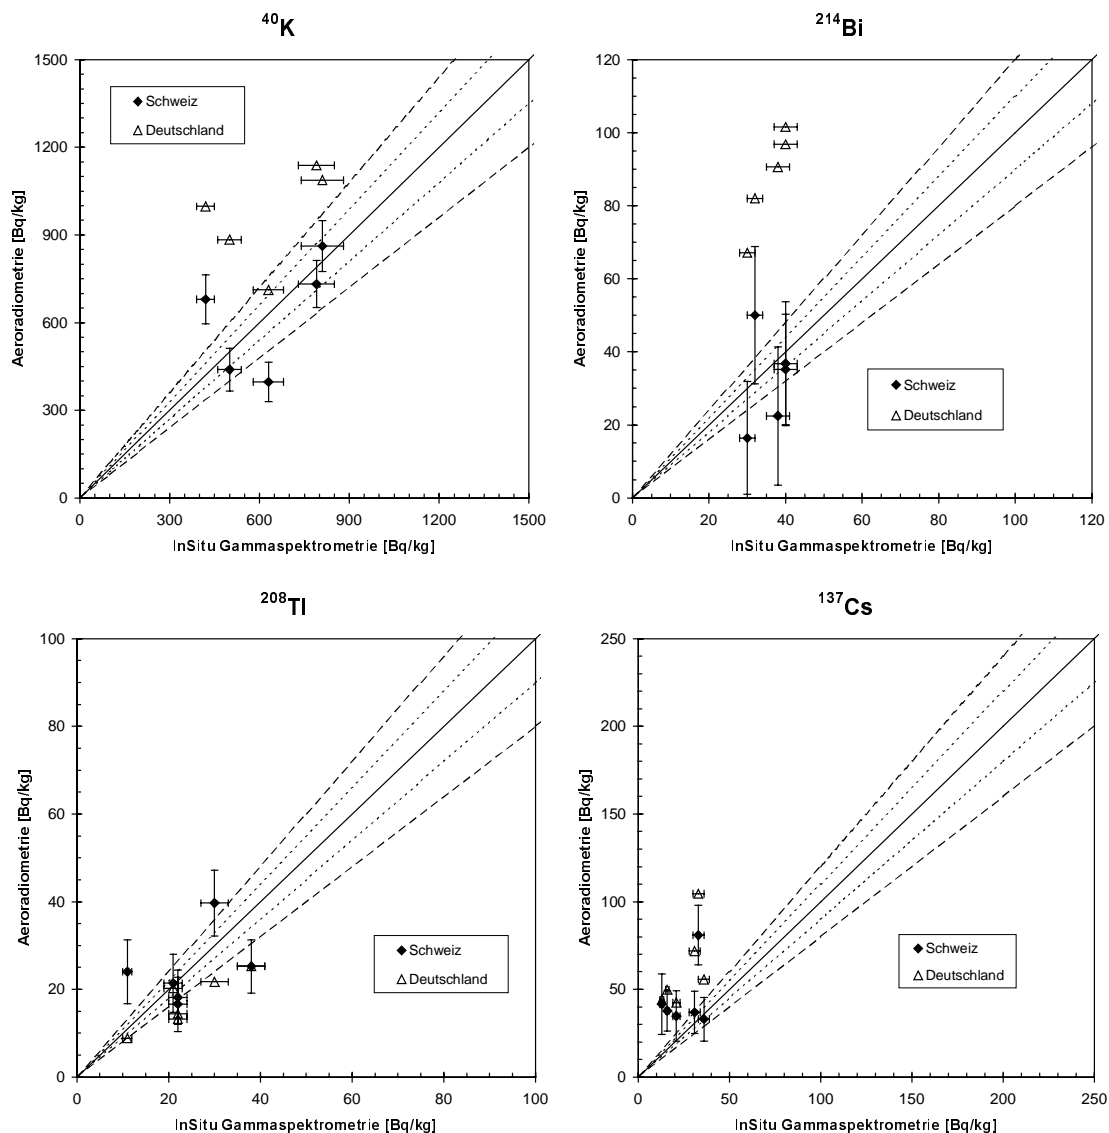 ⁴⁰K
1500
1200
900
600
300
0
0 300 600 900 1200 1500
Aeroradiometrie [Bq/kg]
InSitu Gammaspektrometrie [Bq/kg]
Schweiz
Deutschland
²¹⁴Bi
120
100
80
60
40
20
0
0 20 40 60 80 100 120
Aeroradiometrie [Bq/kg]
InSitu Gammaspektrometrie [Bq/kg]
Schweiz
Deutschland
²⁰⁸Tl
100
80
60
40
20
0
0 20 40 60 80 100
Aeroradiometrie [Bq/kg]
InSitu Gammaspektrometrie [Bq/kg]
Schweiz
Deutschland
¹³⁷Cs
250
200
150
100
50
0
0 50 100 150 200 250
Aeroradiometrie [Bq/kg]
InSitu Gammaspektrometrie [Bq/kg]
Schweiz
Deutschland